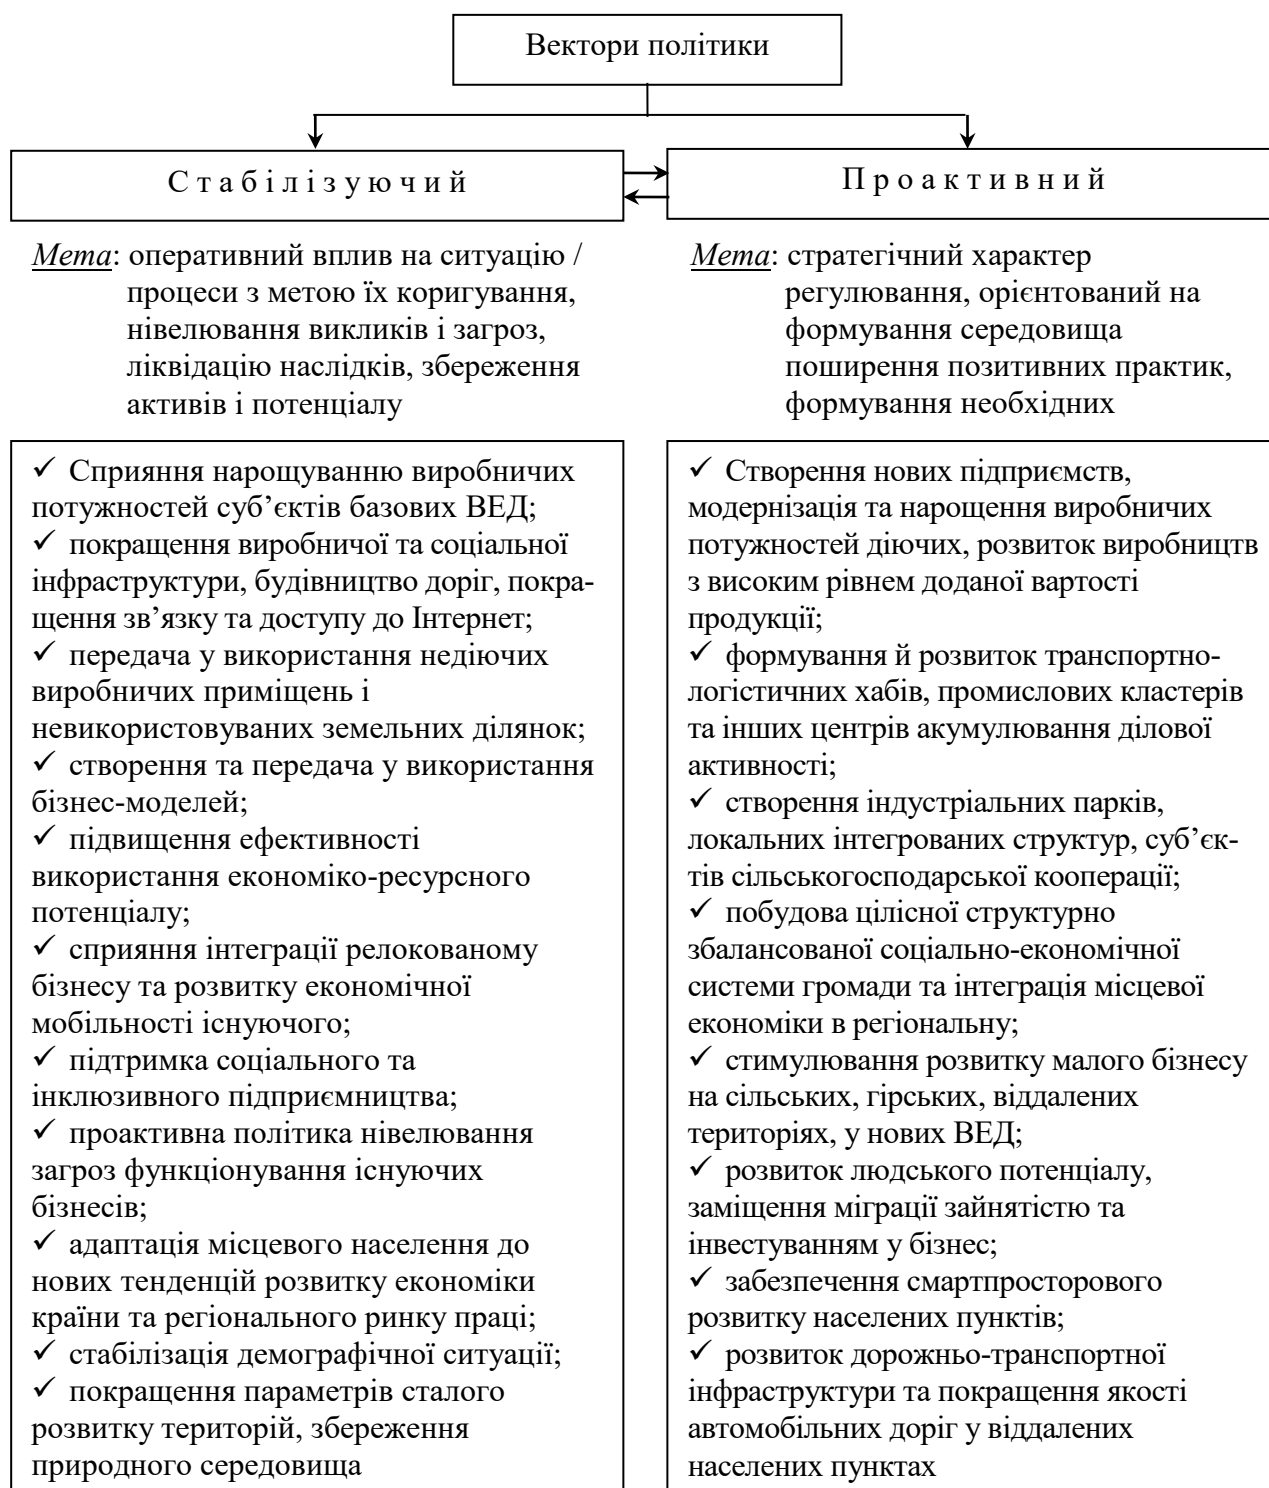 Вектори політики
Стабілізуючий
Проактивний
Мета: оперативний вплив на ситуацію /
процеси з метою їх коригування,
нівелювання викликів і загроз,
ліквідацію наслідків, збереження
активів і потенціалу
Мета: стратегічний характер
регулювання, орієнтований на
формування середовища
поширення позитивних практик,
формування необхідних
✓ Сприяння нарощуванню виробничих
потужностей суб’єктів базових ВЕД;
✓ покращення виробничої та соціальної
інфраструктури, будівництво доріг, покра-
щення зв’язку та доступу до Інтернет;
✓ передача у використання недіючих
виробничих приміщень і
невикористовуваних земельних ділянок;
✓ створення та передача у використання
бізнес-моделей;
✓ підвищення ефективності
використання економіко-ресурсного
потенціалу;
✓ сприяння інтеграції релокованому
бізнесу та розвитку економічної
мобільності існуючого;
✓ підтримка соціального та
інклюзивного підприємництва;
✓ проактивна політика нівелювання
загроз функціонування існуючих
бізнесів;
✓ адаптація місцевого населення до
нових тенденцій розвитку економіки
країни та регіонального ринку праці;
✓ стабілізація демографічної ситуації;
✓ покращення параметрів сталого
розвитку територій, збереження
природного середовища
✓ Створення нових підприємств,
модернізація та нарощення виробничих
потужностей діючих, розвиток виробництв
з високим рівнем доданої вартості
продукції;
✓ формування й розвиток транспортно-
логістичних хабів, промислових кластерів
та інших центрів акумулювання ділової
активності;
✓ створення індустріальних парків,
локальних інтегрованих структур, суб’єк-
тів сільськогосподарської кооперації;
✓ побудова цілісної структурно
збалансованої соціально-економічної
системи громади та інтеграція місцевої
економіки в регіональну;
✓ стимулювання розвитку малого бізнесу
на сільських, гірських, віддалених
територіях, у нових ВЕД;
✓ розвиток людського потенціалу,
заміщення міграції зайнятістю та
інвестуванням у бізнес;
✓ забезпечення смартпросторового
розвитку населених пунктів;
✓ розвиток дорожньо-транспортної
інфраструктури та покращення якості
автомобільних доріг у віддалених
населених пунктах